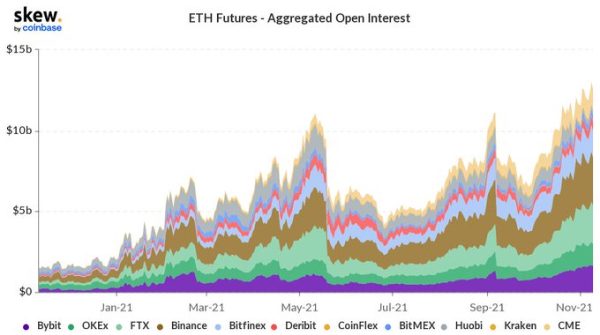 skew.
by coinbase
ETH Futures - Aggregated Open Interest
$15b
$10b
$5b
$0
Jan-21 Mar-21 May-21 Jul-21 Sep-21 Nov-21
Bybit OKEx FTX Binance Bitfinex Deribit CoinFlex BitMEX Huobi Kraken CME